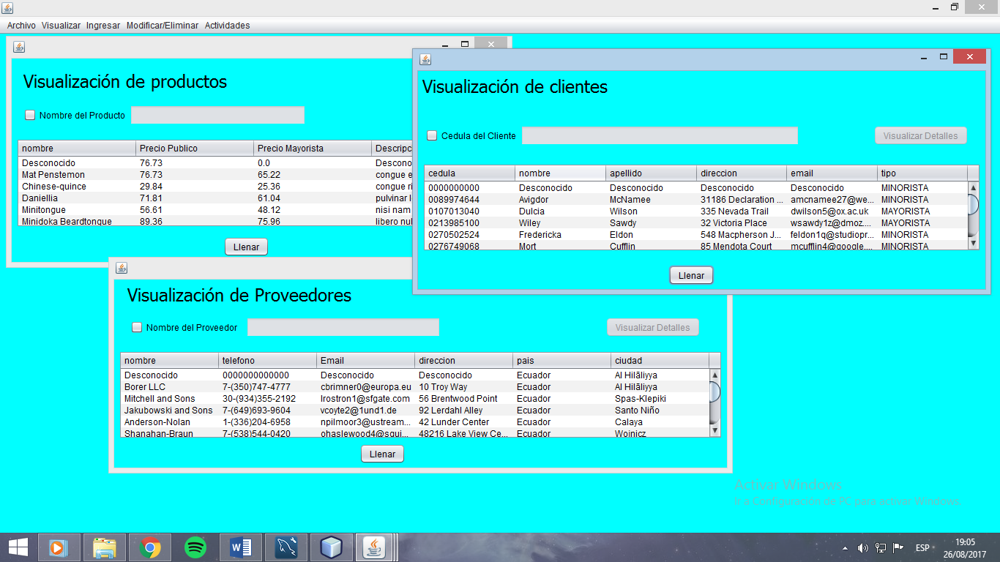 Archivo Visualizar Ingresar Modificar/Eliminar Actividades
Visualización de productos
Nombre del Producto
nombre Precio Publico Precio Mayorista Descripc
Desconocido 76.73 0.0 Descono
Mat Penstemon 76.73 65.22 congue e
Chinese-quince 29.84 25.36 congue ri
Daniellia 71.81 61.04 pulvinar l
Minitongue 56.61 48.12 nisi nam
Minidoka Beardtongue 89.36 75.96 libero nul
Llenar
Visualización de clientes
Cedula del Cliente Visualizar Detalles
cedula nombre apellido direccion email tipo
0000000000 Desconocido Desconocido Desconocido Desconocido MINORISTA
0089974644 Avigdor McNamee 31186 Declaration ... amcnamee27@we... MINORISTA
0107013040 Dulcia Wilson 335 Nevada Trail dwilson5@ox.ac.uk MAYORISTA
0213985100 Wiley Sawdy 32 Victoria Place wsawdy1z@dmoz.... MAYORISTA
0270502524 Fredericka Eldon 548 Macpherson J... feldon1q@studiopr... MINORISTA
0276749068 Mort Cufflin 85 Mendota Court mcufflin4@google.... MINORISTA
Llenar
Visualización de Proveedores
Nombre del Proveedor Visualizar Detalles
nombre telefono Email direccion pais ciudad
Desconocido 0000000000000 Desconocido Desconocido Ecuador Al Hilāliyya
Borer LLC 7-(350)747-4777 cbrimner0@europa.eu 10 Troy Way Ecuador Al Hilāliyya
Mitchell and Sons 30-(934)355-2192 lrostron1@sfgate.com 56 Brentwood Point Ecuador Spas-Klepiki
Jakubowski and Sons 7-(649)693-9604 vcoyte2@1und1.de 92 Lerdahl Alley Ecuador Santo Niño
Anderson-Nolan 1-(336)204-6958 npilmoor3@ustream... 42 Lunder Center Ecuador Calaya
Shanahan-Braun 7-(538)544-0420 ohaslewood4@squi... 48216 Lake View Ce... Ecuador Wojnicz
Llenar
Activar Windows
Ir a Configuración de PC para activar Windows.
ESP
19:05
26/08/2017